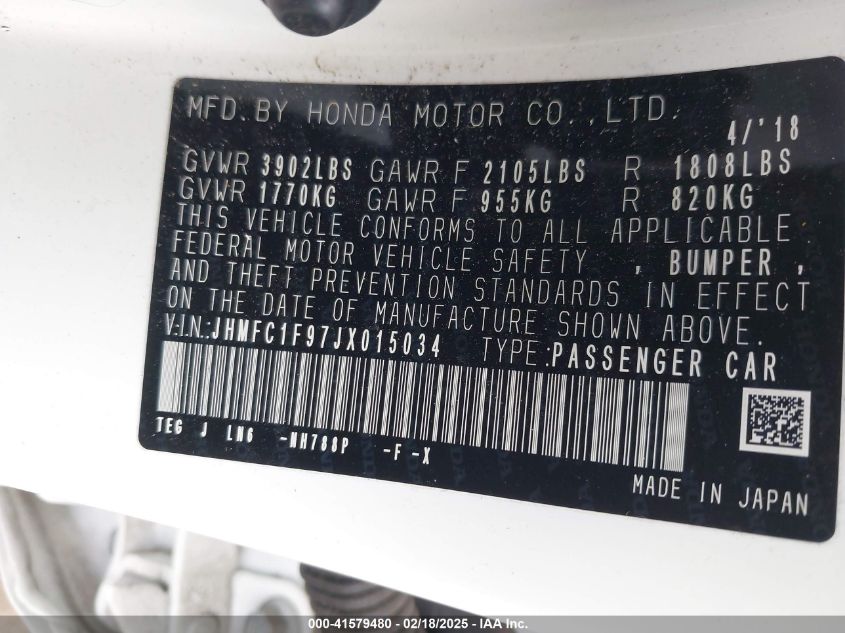 MFD. BY HONDA MOTOR CO., LTD.
4/'18
GVWR 3902LBS GAWR F 2105LBS R 1808LBS
GVWR 1770KG GAWR F 955KG R 820KG
THIS VEHICLE CONFORMS TO ALL APPLICABLE
FEDERAL MOTOR VEHICLE SAFETY , BUMPER ,
AND THEFT PREVENTION STANDARDS IN EFFECT
ON THE DATE OF MANUFACTURE SHOWN ABOVE.
V.I.N.:JHMFC1F97JX015034 TYPE:PASSENGER CAR
TEG J LW6 -NH788P -F -X
MADE IN JAPAN
000-41579480 - 02/18/2025 - IAA Inc.